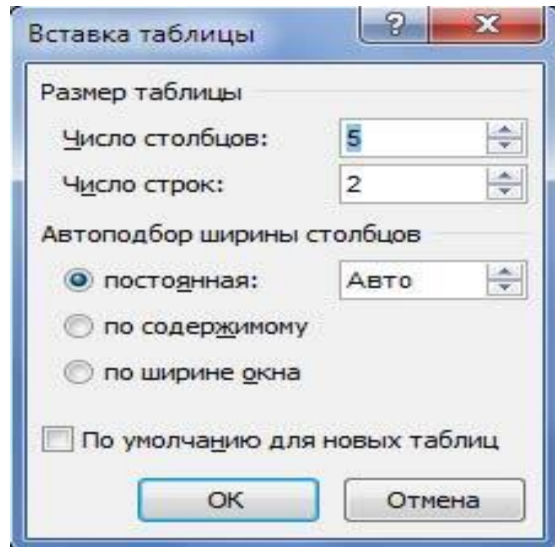 Вставка таблицы
?
Размер таблицы
Число столбцов: 5
Число строк: 2
Автоподбор ширины столбцов
постоянная: Авто
по содержимому
по ширине окна
По умолчанию для новых таблиц
ОК Отмена